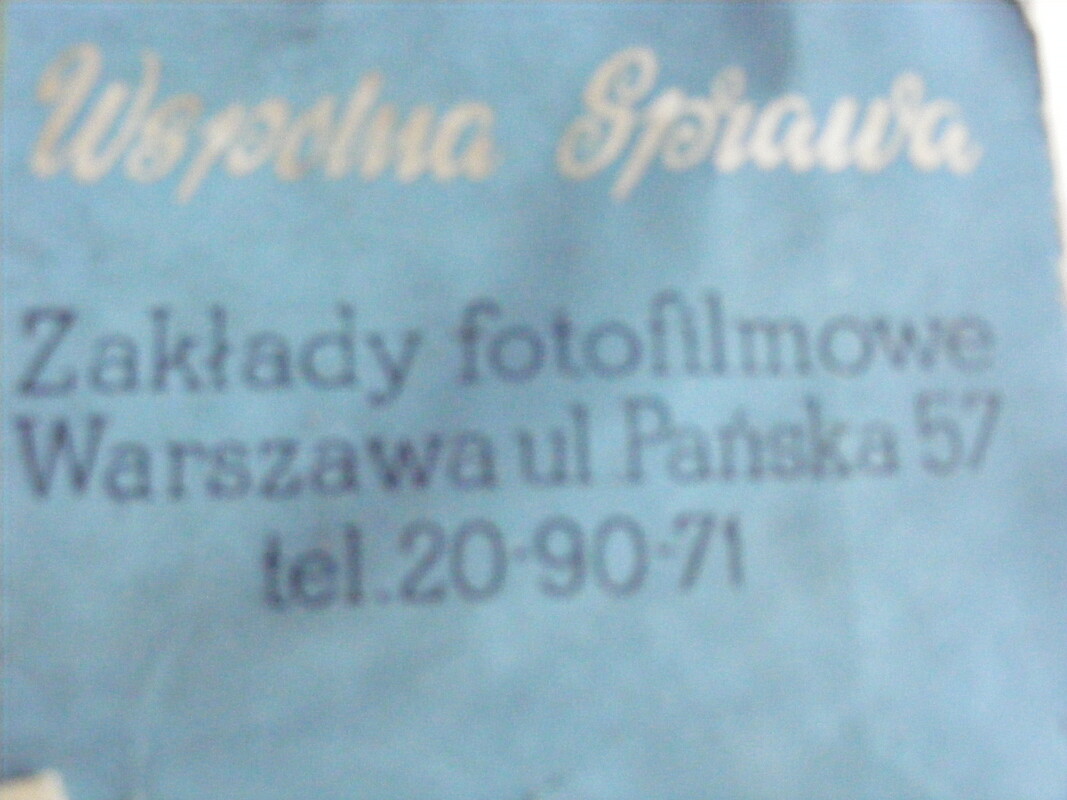 Wspólna Sprawa
Zakłady fotofilmowe
Warszawa ul Pańska 57
tel. 20-90-71